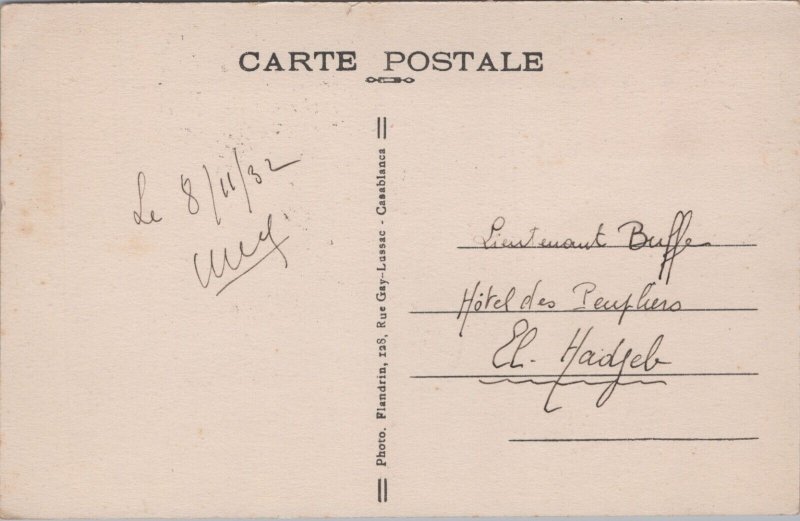 CARTE POSTALE
Le 8/11/32
Photo. Flandrin, 128, Rue Gay-Lussac - Casablanca
Lieutenant Buffe
Hôtel des Peupliers
El. Hadjeb